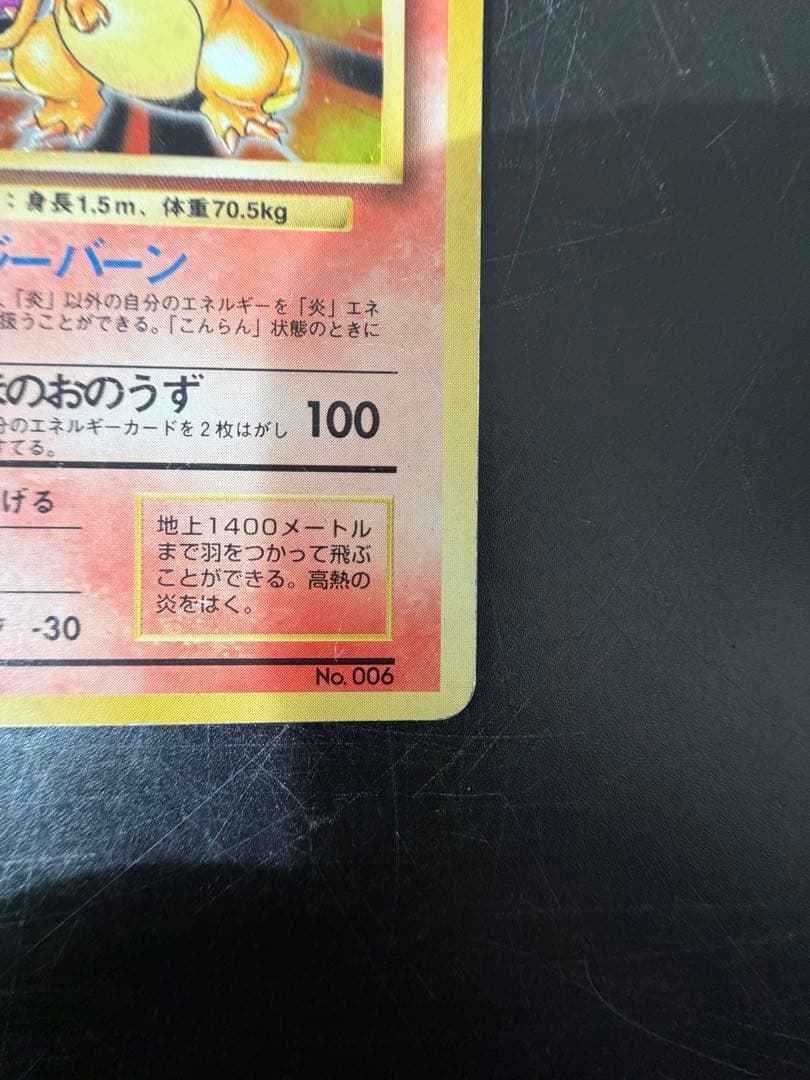 ：身長1.5m、体重70.5kg
ジーバーン
、「炎」以外の自分のエネルギーを「炎」エネ
扱うことができる。「こんらん」状態のときに
のおのうず
100
のエネルギーカードを２枚はがし
てる。
げる
地上1400メートル
まで羽をつかって飛ぶ
ことができる。高熱の
炎をはく。
-30
No. 006